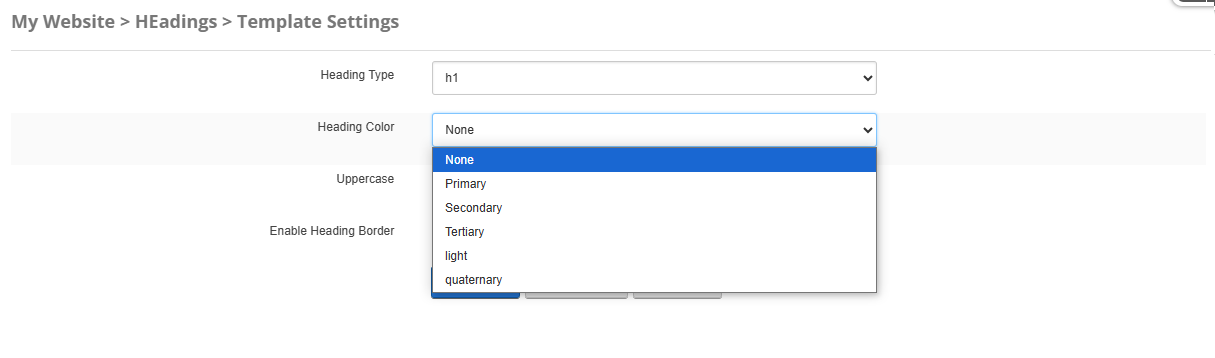 My Website > HEadings > Template Settings
Heading Type
h1
Heading Color
None
None
Primary
Secondary
Tertiary
light
quaternary
Uppercase
Enable Heading Border